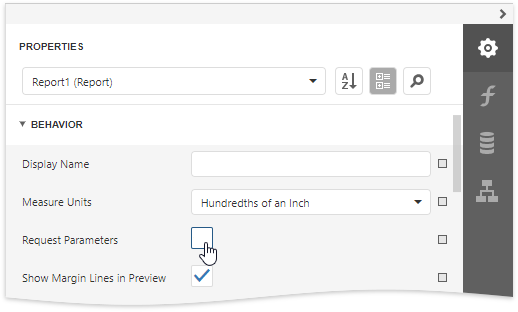 PROPERTIES
Report1 (Report)
A
Z
BEHAVIOR
Display Name
Measure Units
Hundredths of an Inch
Request Parameters
Show Margin Lines in Preview